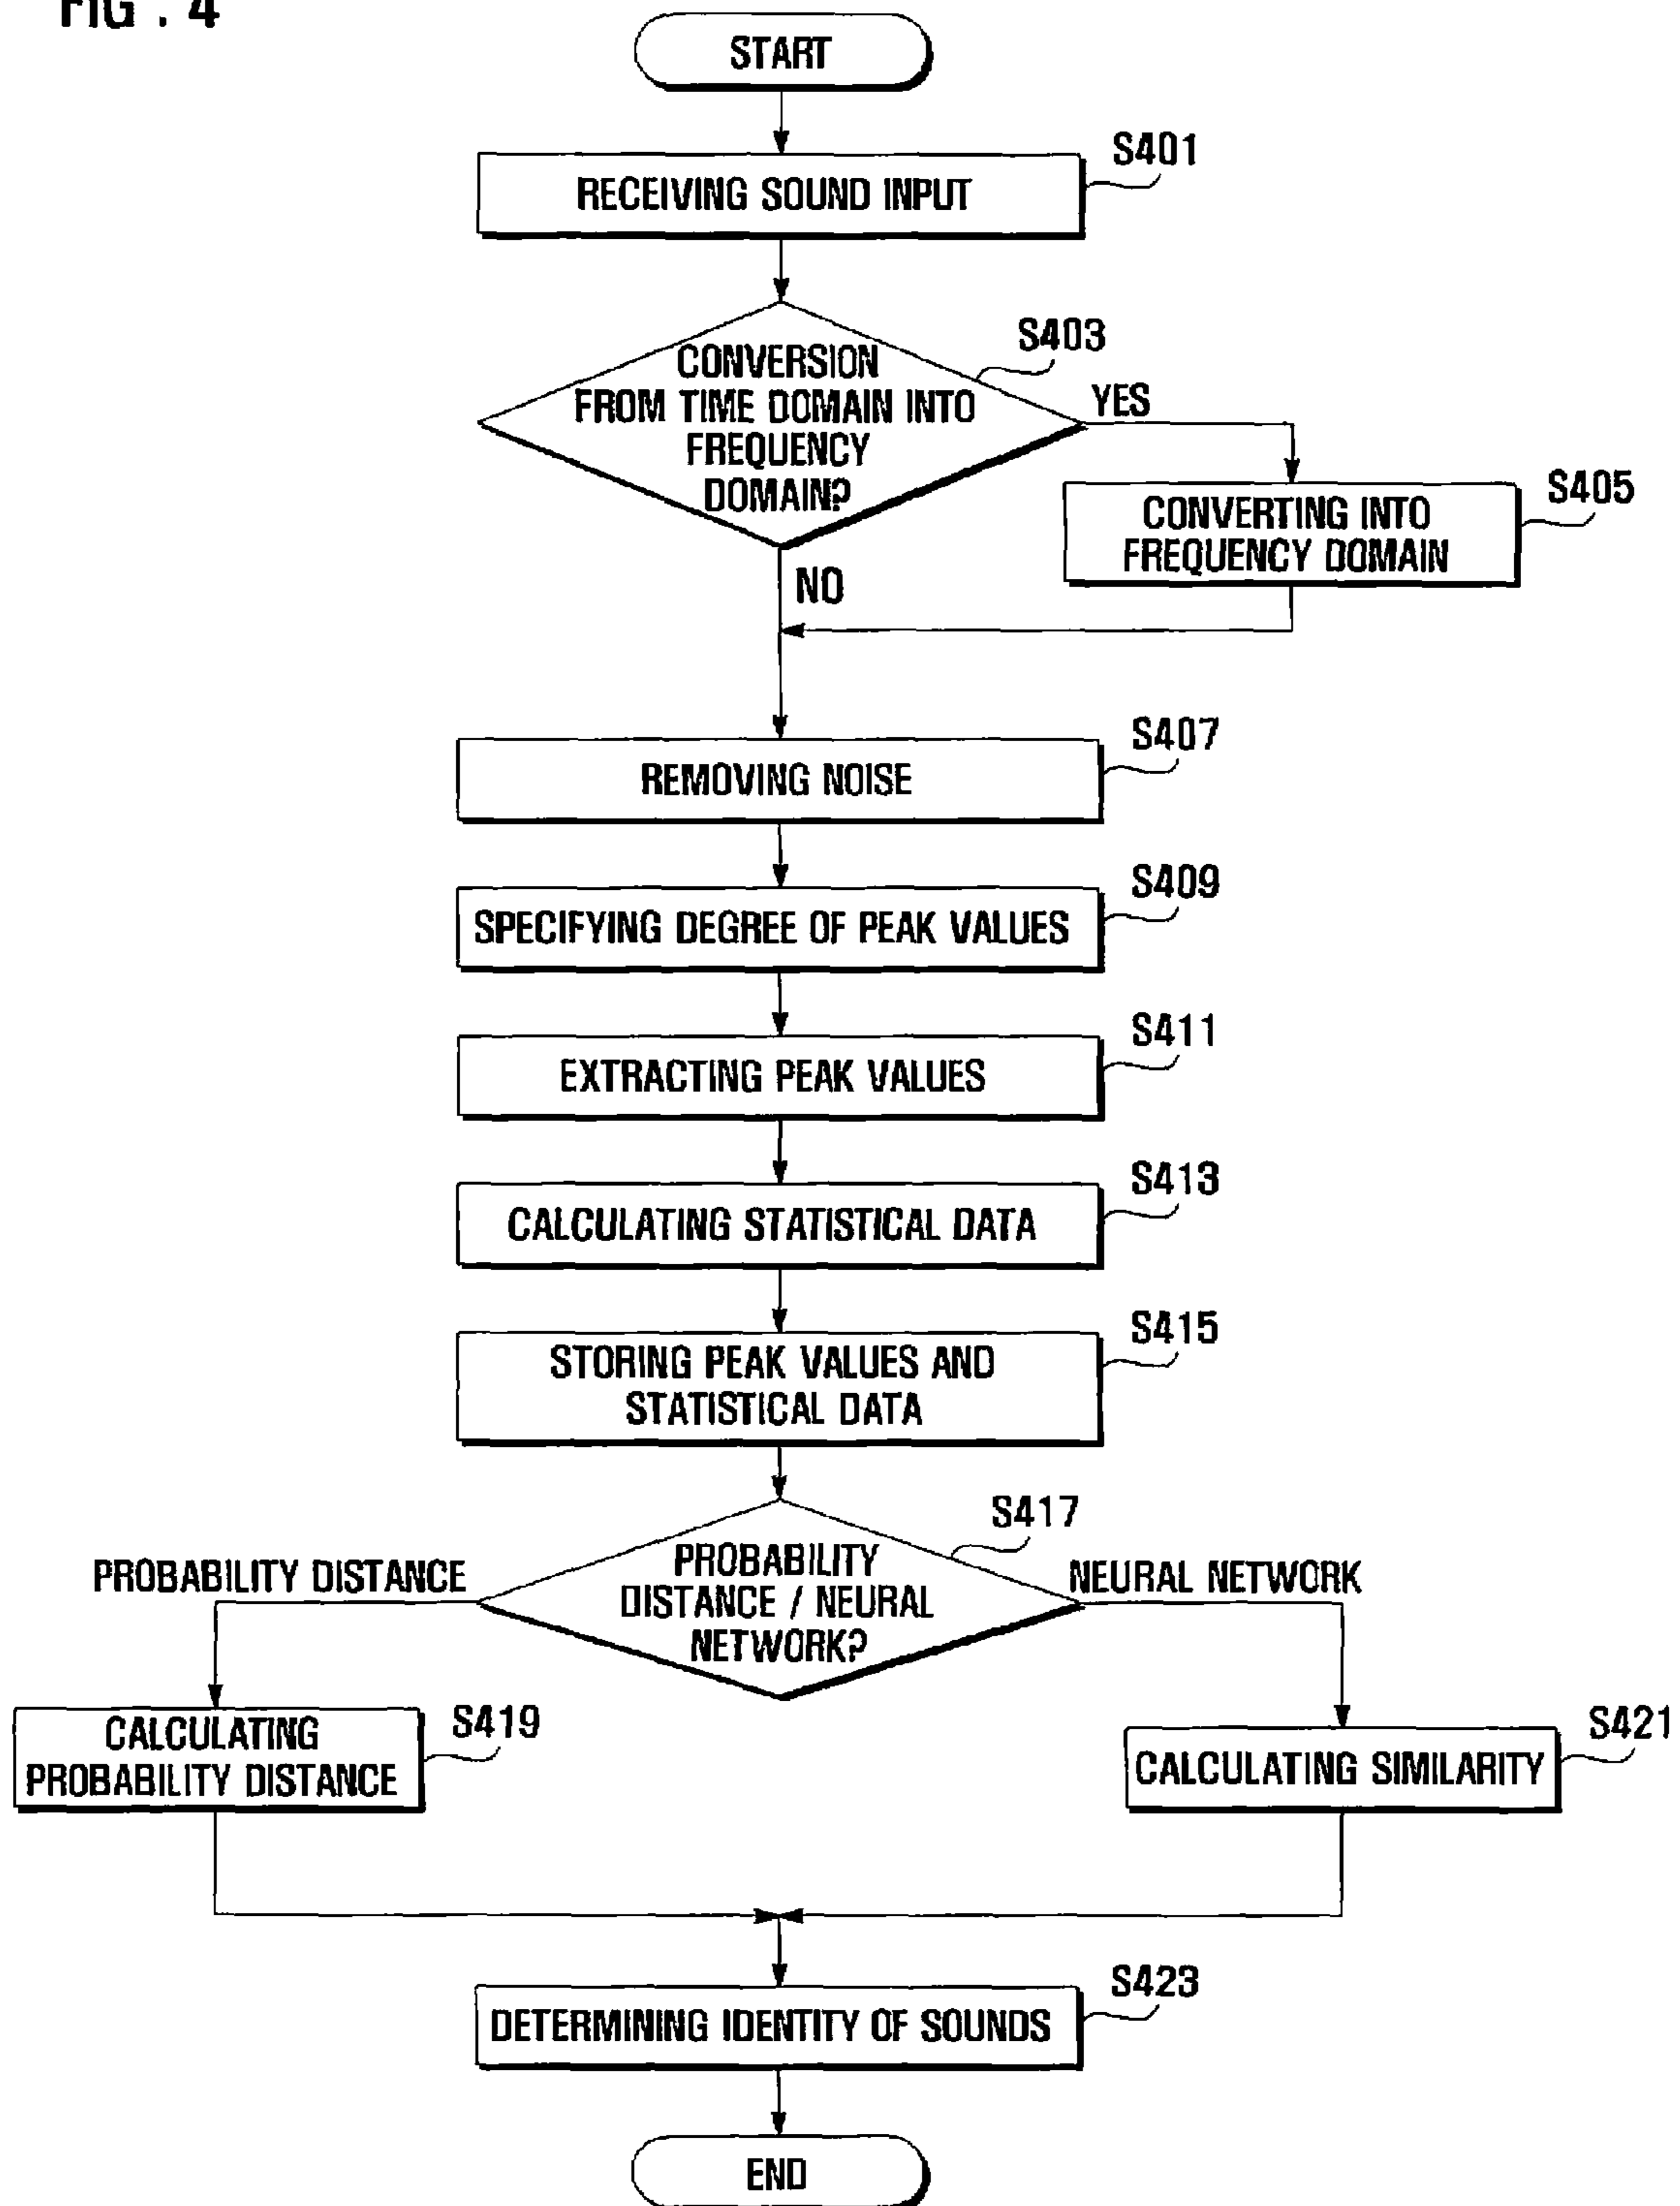 FIG . 4
START
S401
RECEIVING SOUND INPUT
S403
CONVERSION
FROM TIME DOMAIN INTO
FREQUENCY
DOMAIN?
YES
S405
CONVERTING INTO
FREQUENCY DOMAIN
NO
S407
REMOVING NOISE
S409
SPECIFYING DEGREE OF PEAK VALUES
S411
EXTRACTING PEAK VALUES
S413
CALCULATING STATISTICAL DATA
S415
STORING PEAK VALUES AND
STATISTICAL DATA
S417
PROBABILITY
DISTANCE / NEURAL
NETWORK?
PROBABILITY DISTANCE
NEURAL NETWORK
S419
CALCULATING
PROBABILITY DISTANCE
S421
CALCULATING SIMILARITY
S423
DETERMINING IDENTITY OF SOUNDS
END